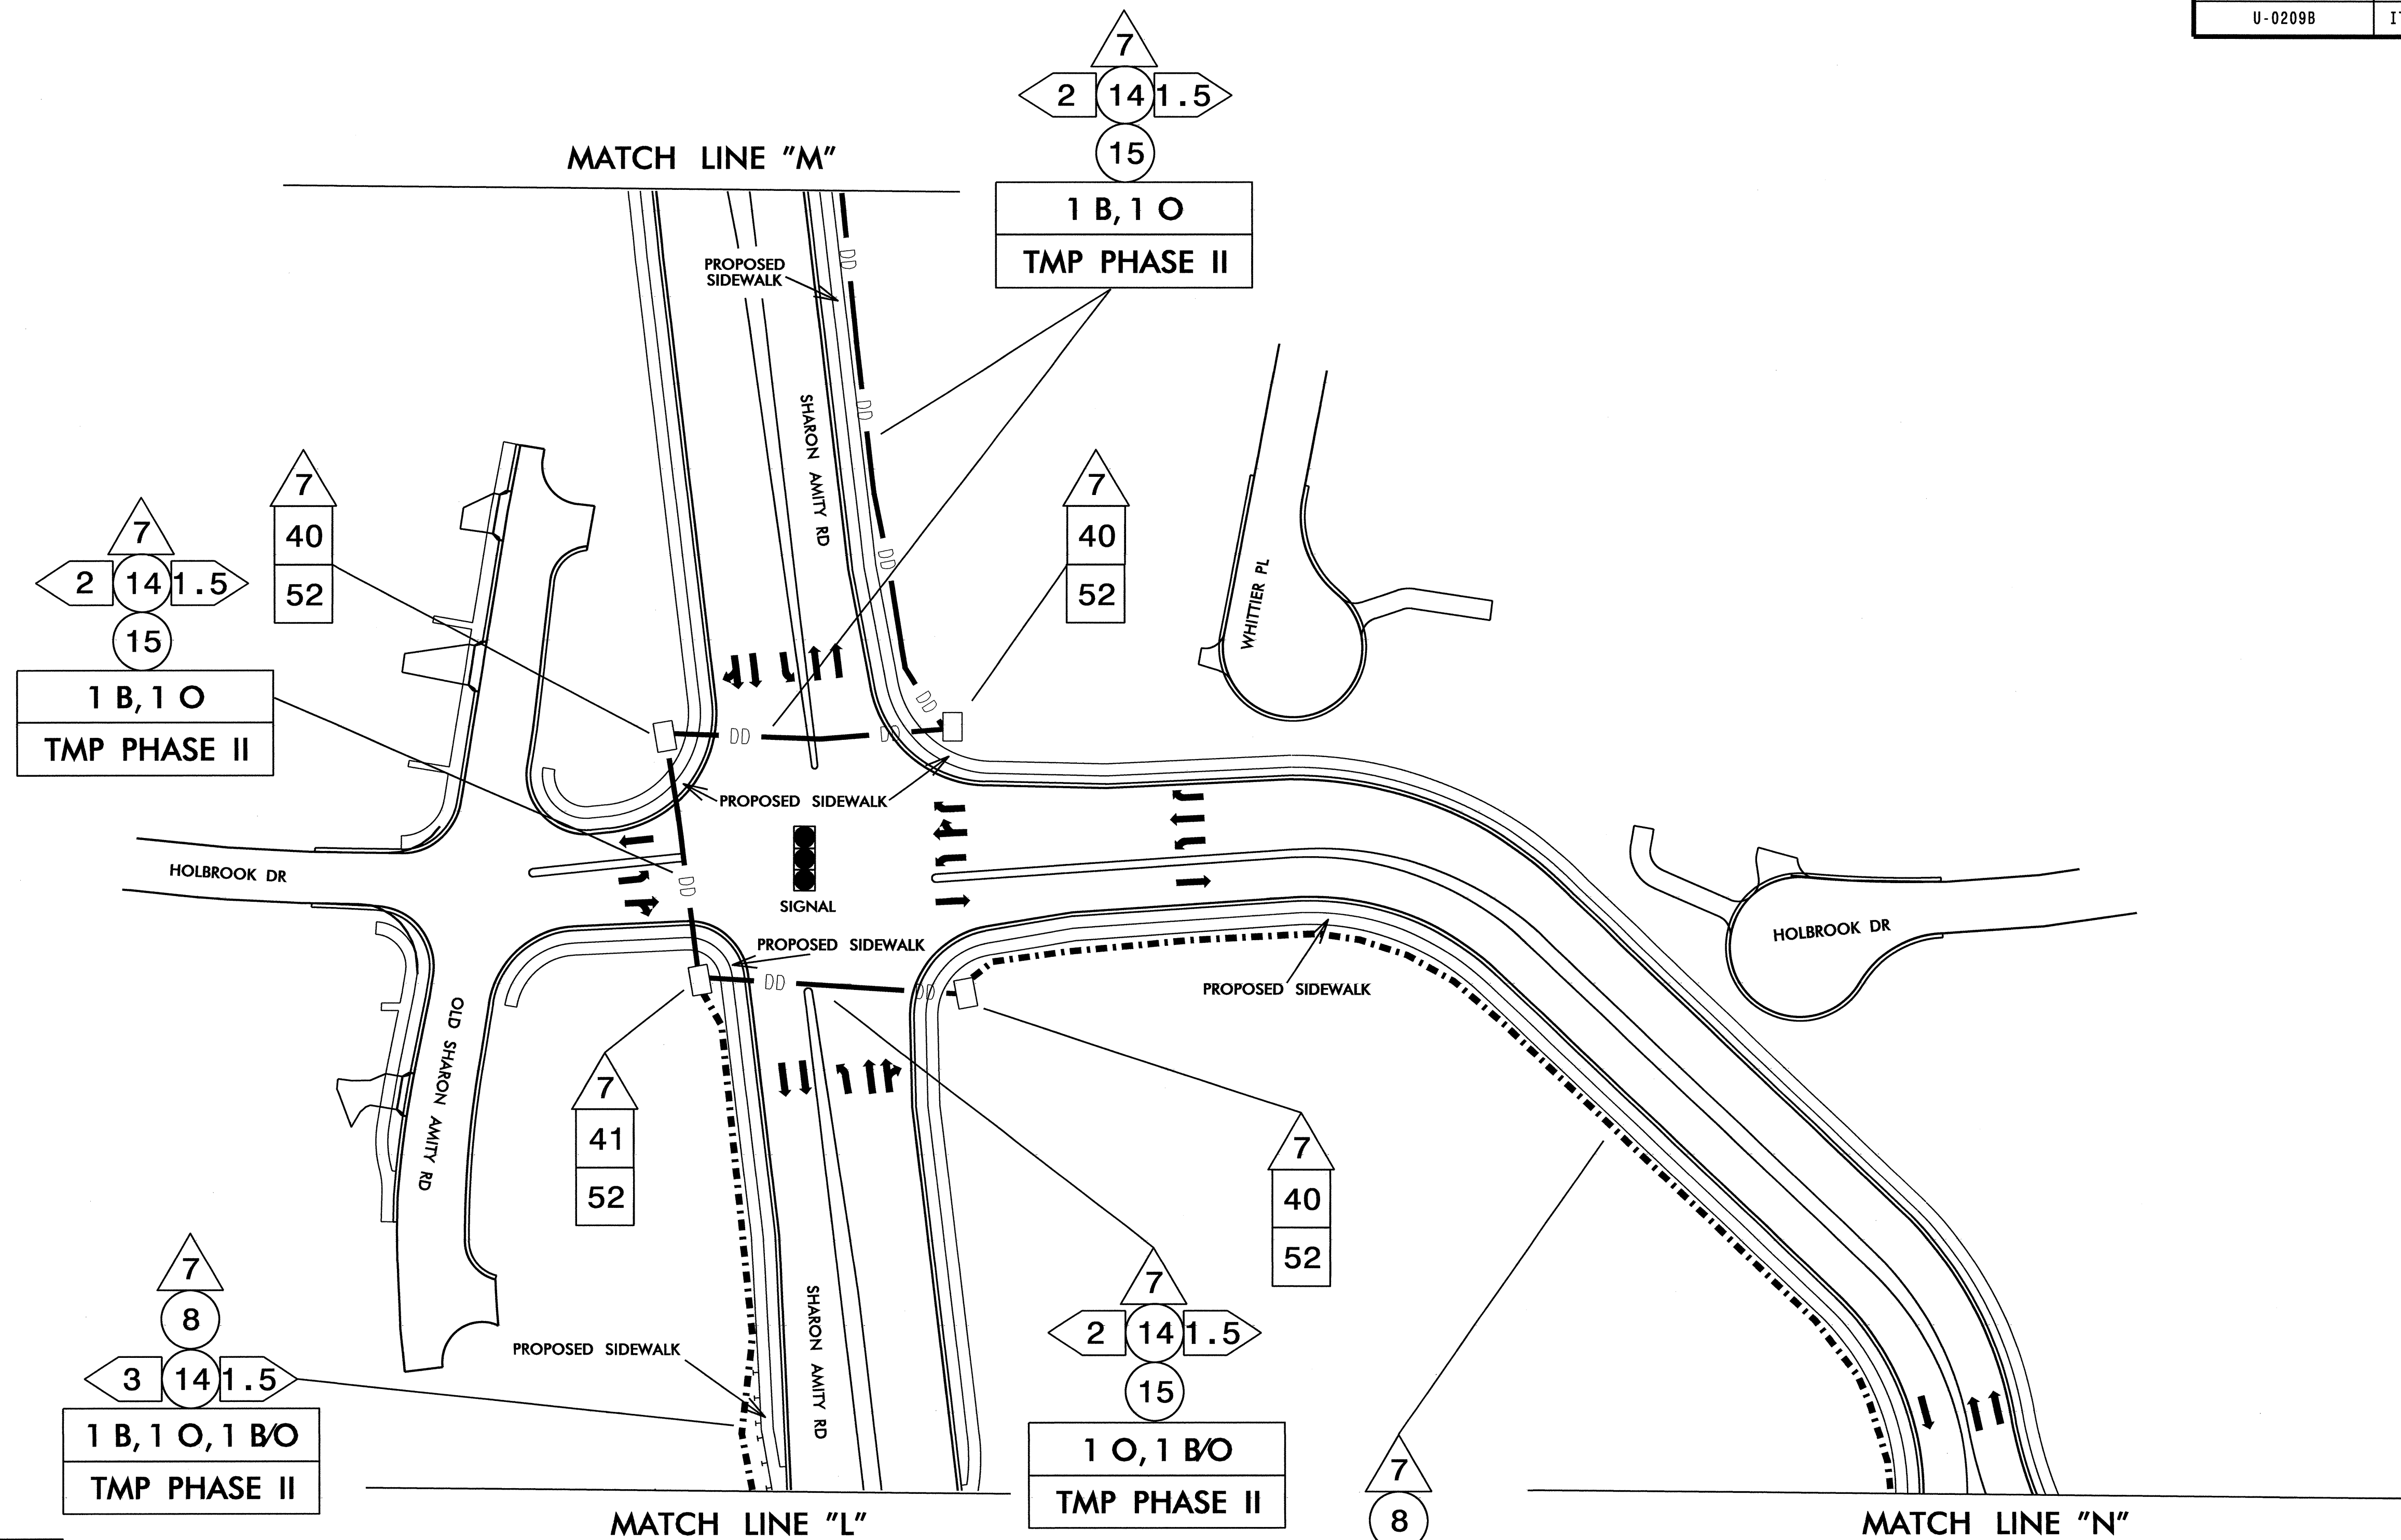 U-0209B
7
2 14 1.5
15
1 B, 1 O
TMP PHASE II
MATCH LINE "M"
PROPOSED
SIDEWALK
SHARON AMITY RD
7
40
52
7
40
52
7
2 14 1.5
15
1 B, 1 O
TMP PHASE II
WHITTIER PL
PROPOSED SIDEWALK
HOLBROOK DR
SIGNAL
HOLBROOK DR
PROPOSED SIDEWALK
PROPOSED SIDEWALK
OLD SHARON AMITY RD
7
41
52
7
40
52
7
8
3 14 1.5
1 B, 1 O, 1 B/O
TMP PHASE II
PROPOSED SIDEWALK
SHARON AMITY RD
7
2 14 1.5
15
1 O, 1 B/O
TMP PHASE II
7
8
MATCH LINE "L"
MATCH LINE "N"